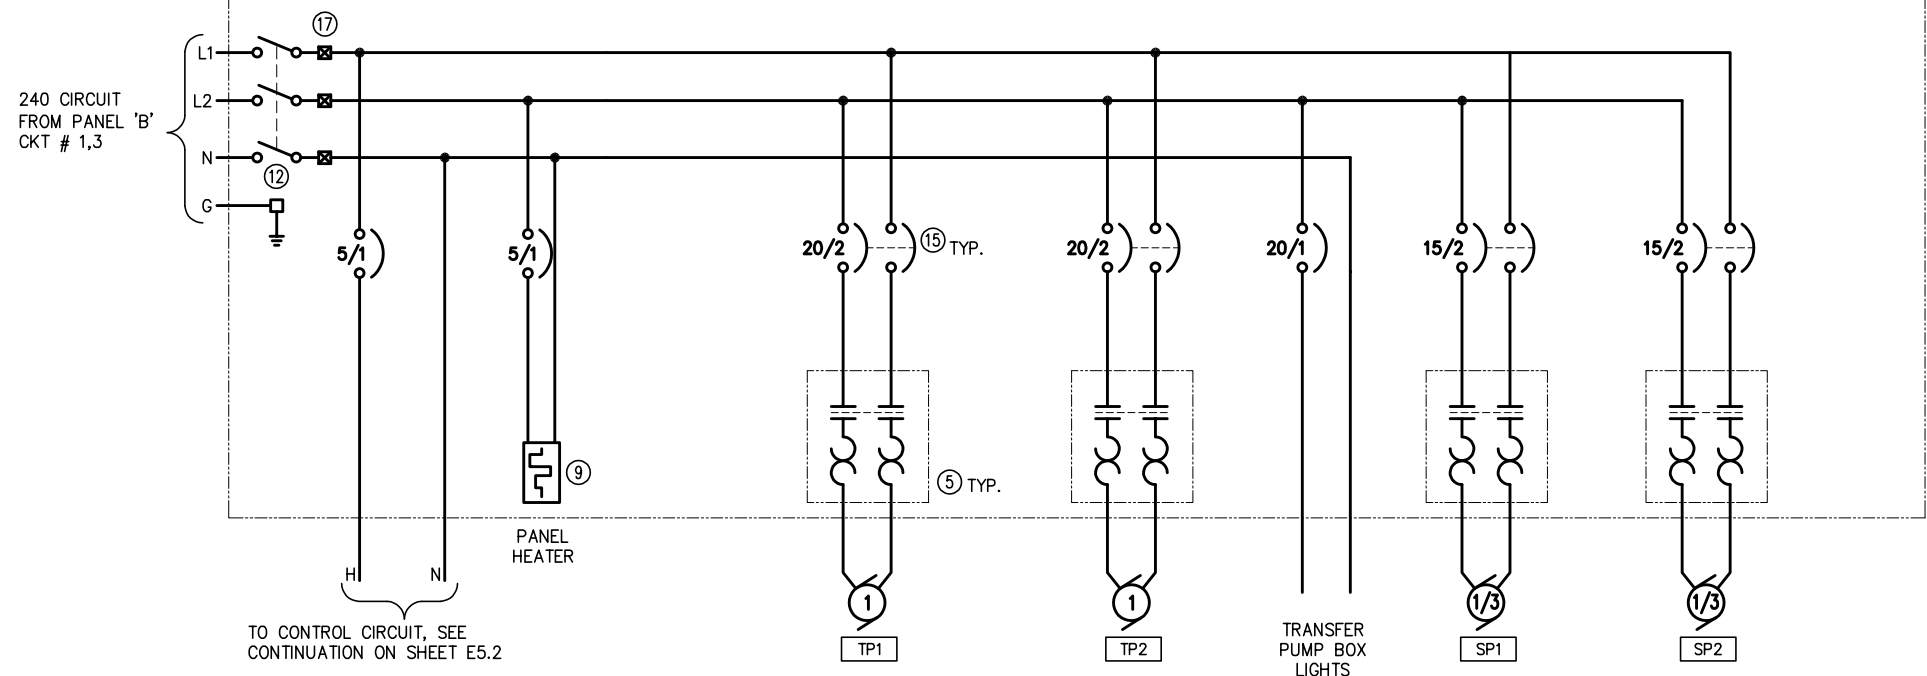 17
L1
L2
240 CIRCUIT
FROM PANEL 'B'
CKT # 1,3
N
12
G
5/1
5/1
20/2
15 TYP.
20/2
20/1
15/2
15/2
9
5 TYP.
PANEL
HEATER
H
N
TO CONTROL CIRCUIT, SEE
CONTINUATION ON SHEET E5.2
1
TP1
1
TP2
TRANSFER
PUMP BOX
LIGHTS
1/3
SP1
1/3
SP2